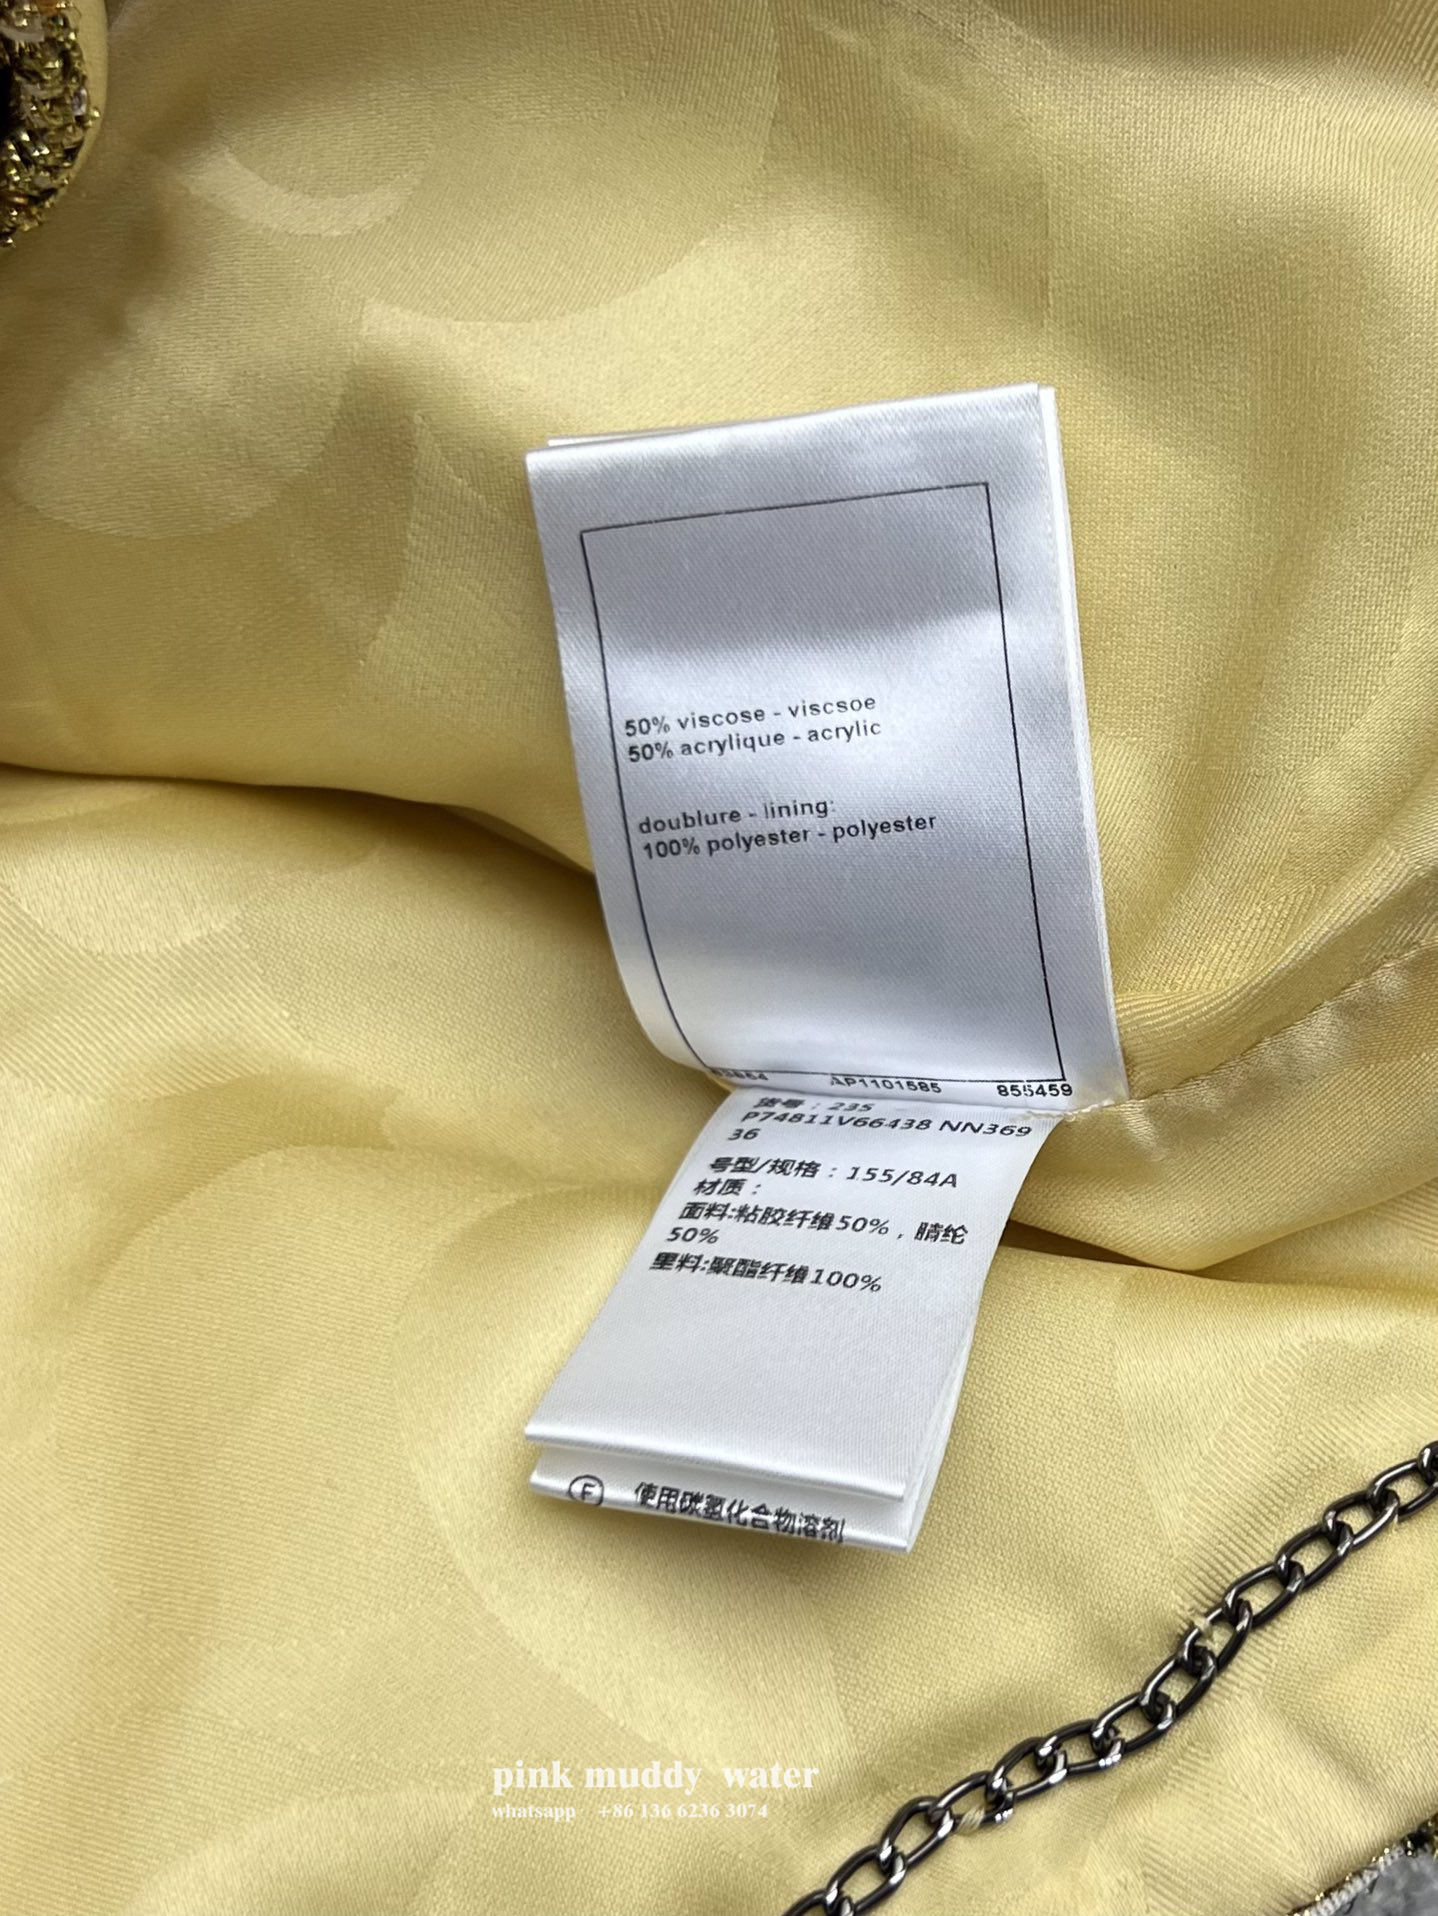 50% viscose - viscsoe
50% acrylique - acrylic
doublure - lining:
100% polyester - polyester
AP1101585 855459
货号：235
P74811V66438 NN369
36
号型/规格：155/84A
材质：
面料:粘胶纤维50%，腈纶
50%
里料:聚酯纤维100%
F 使用碳氢化合物溶剂
pink muddy water
whatsapp +86 136 6236 3074